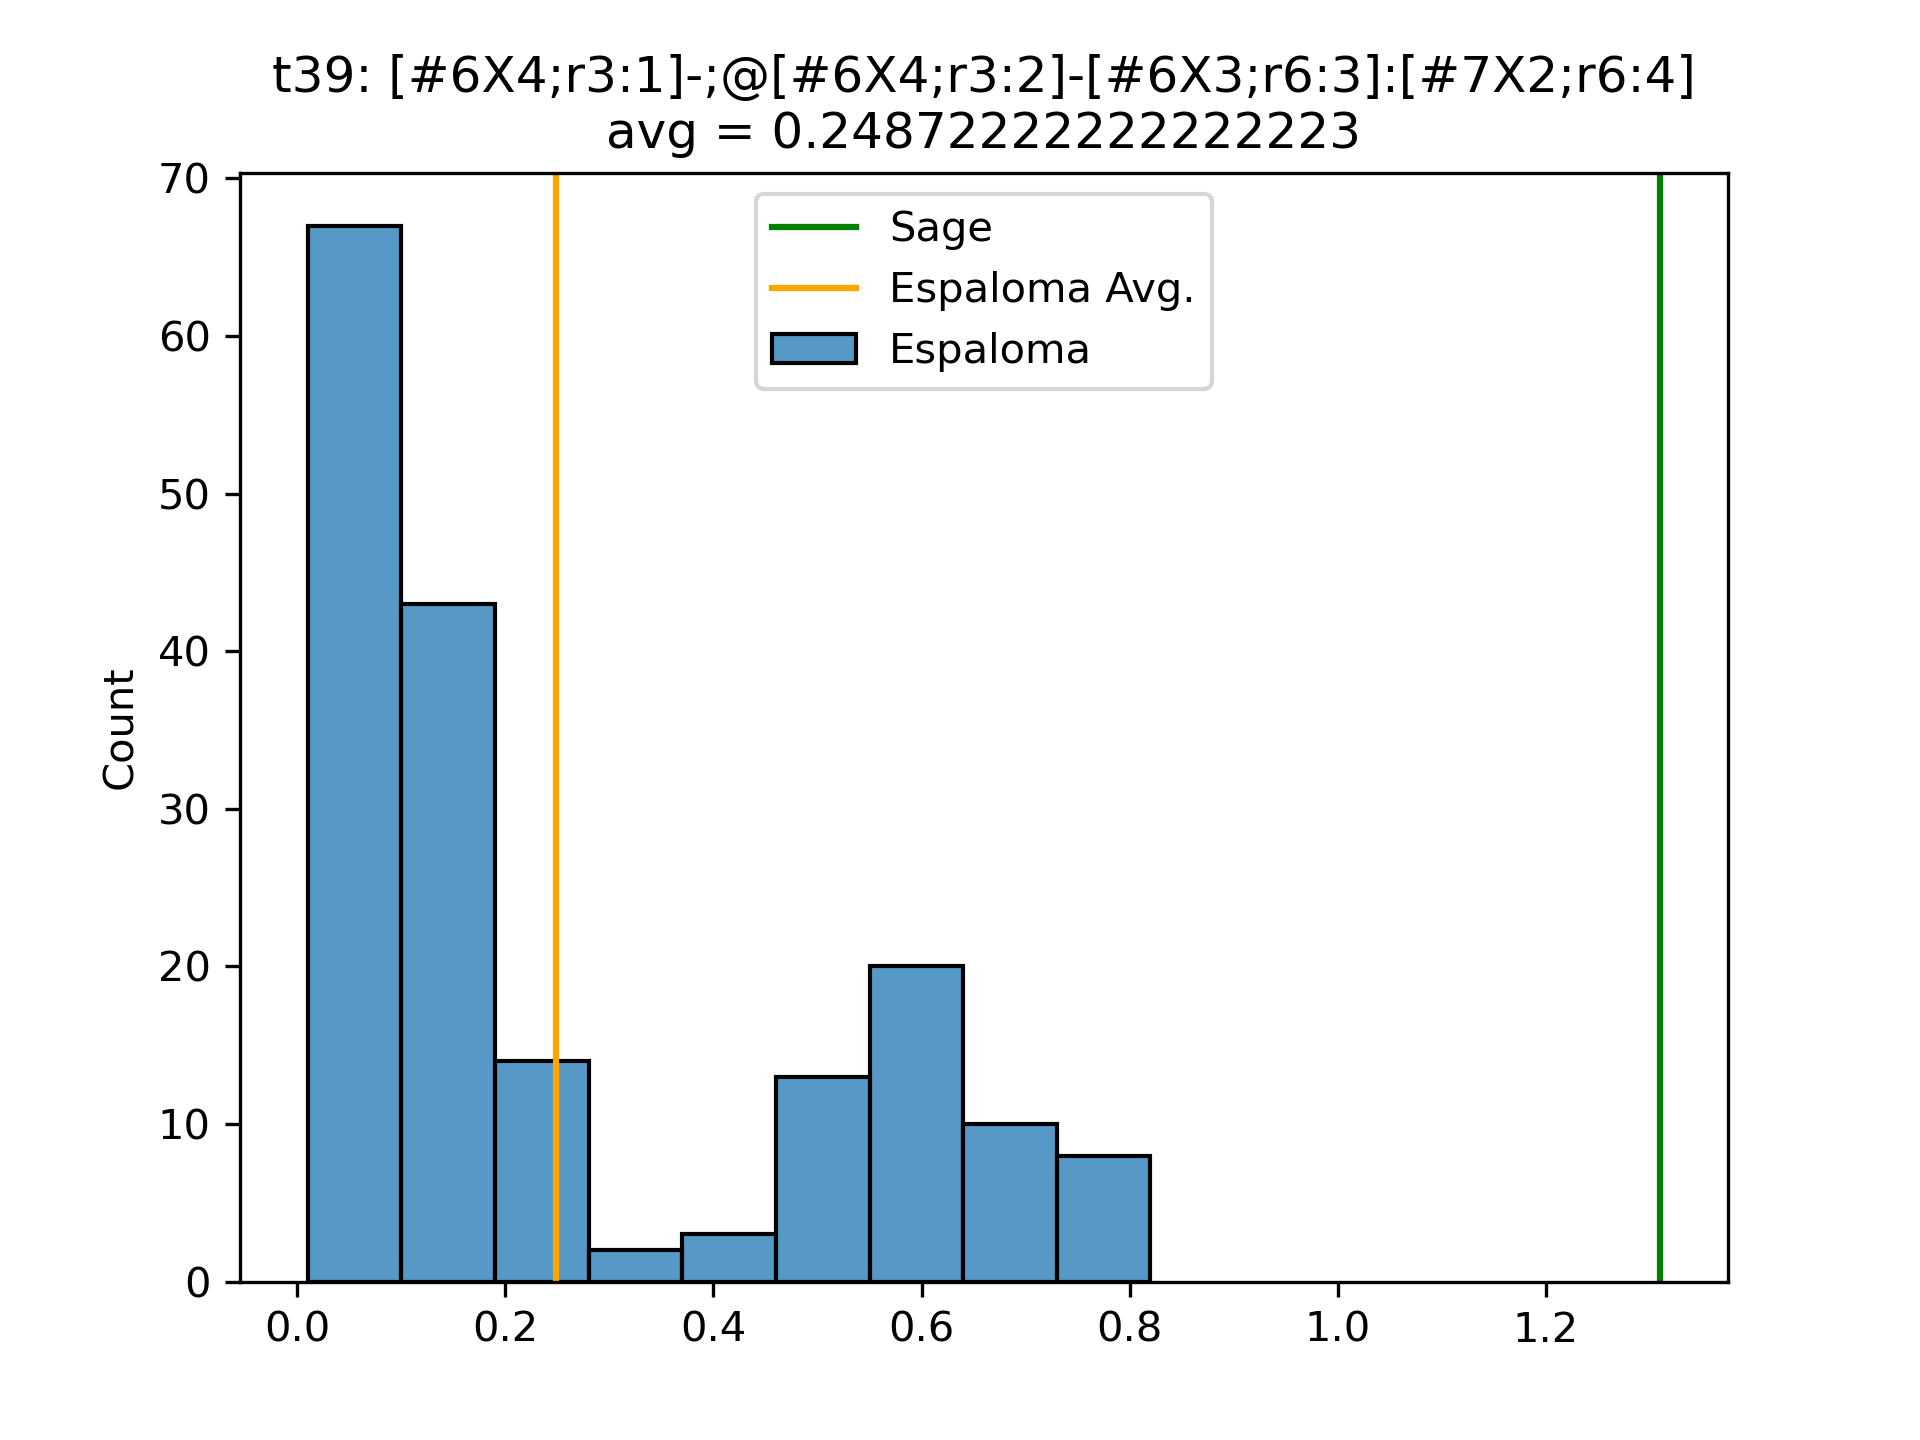 t39: [#6X4;r3:1]-;@[#6X4;r3:2]-[#6X3;r6:3]:[#7X2;r6:4]
avg = 0.24872222222222223
70
60
50
40
30
20
10
0
Count
Sage
Espaloma Avg.
Espaloma
0.0 0.2 0.4 0.6 0.8 1.0 1.2